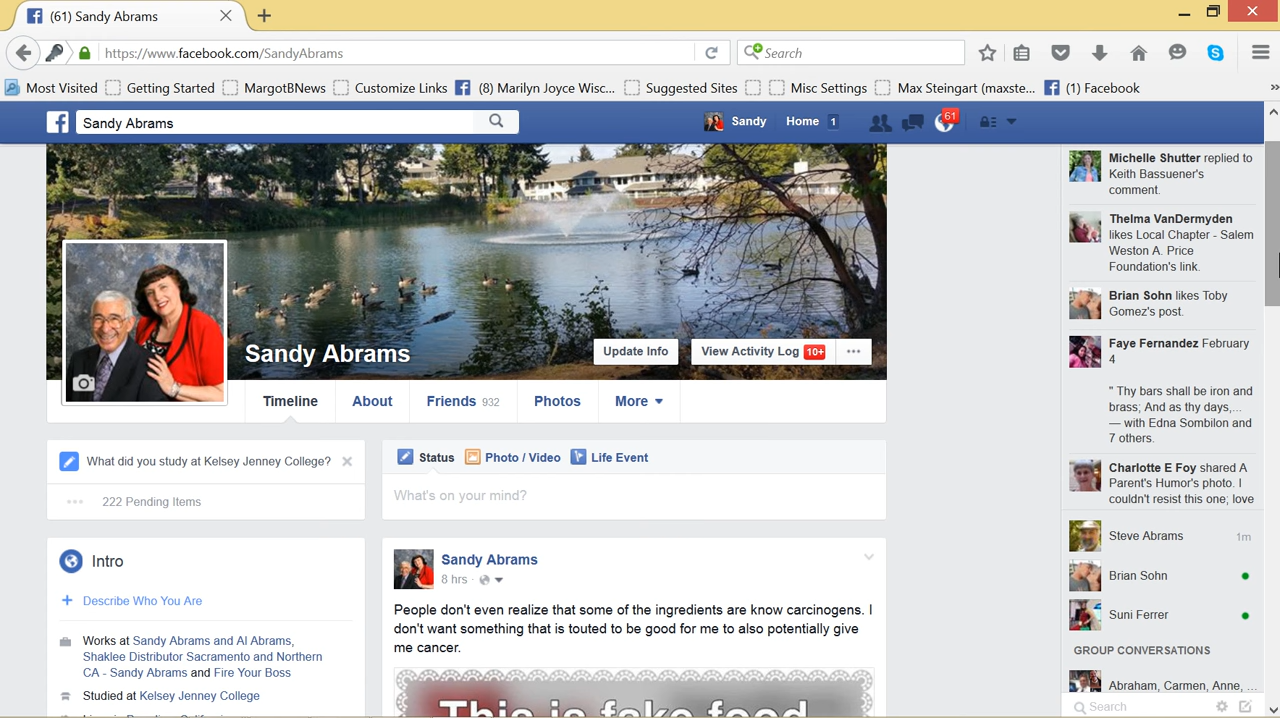 (61) Sandy Abrams
https://www.facebook.com/SandyAbrams
Search
Most Visited
Getting Started
MargotBNews
Customize Links
(8) Marilyn Joyce Wisc...
Suggested Sites
Misc Settings
Max Steingart (maxste...
(1) Facebook
Sandy Abrams
Sandy
Home 1
61
Sandy Abrams
Update Info
View Activity Log 10+
Timeline
About
Friends 932
Photos
More
What did you study at Kelsey Jenney College?
222 Pending Items
Intro
Describe Who You Are
Works at Sandy Abrams and Al Abrams,
Shaklee Distributor Sacramento and Northern
CA - Sandy Abrams and Fire Your Boss
Studied at Kelsey Jenney College
Status
Photo / Video
Life Event
What's on your mind?
Sandy Abrams
8 hrs ·
People don't even realize that some of the ingredients are know carcinogens. I
don't want something that is touted to be good for me to also potentially give
me cancer.
This is fake food
Michelle Shutter replied to
Keith Bassuener's
comment.
Thelma VanDermyden
likes Local Chapter - Salem
Weston A. Price
Foundation's link.
Brian Sohn likes Toby
Gomez's post.
Faye Fernandez February
4
" Thy bars shall be iron and
brass; And as thy days,...
— with Edna Sombilon and
7 others.
Charlotte E Foy shared A
Parent's Humor's photo. I
couldn't resist this one; love
Steve Abrams 1m
Brian Sohn
Suni Ferrer
GROUP CONVERSATIONS
Abraham, Carmen, Anne, ...
Search